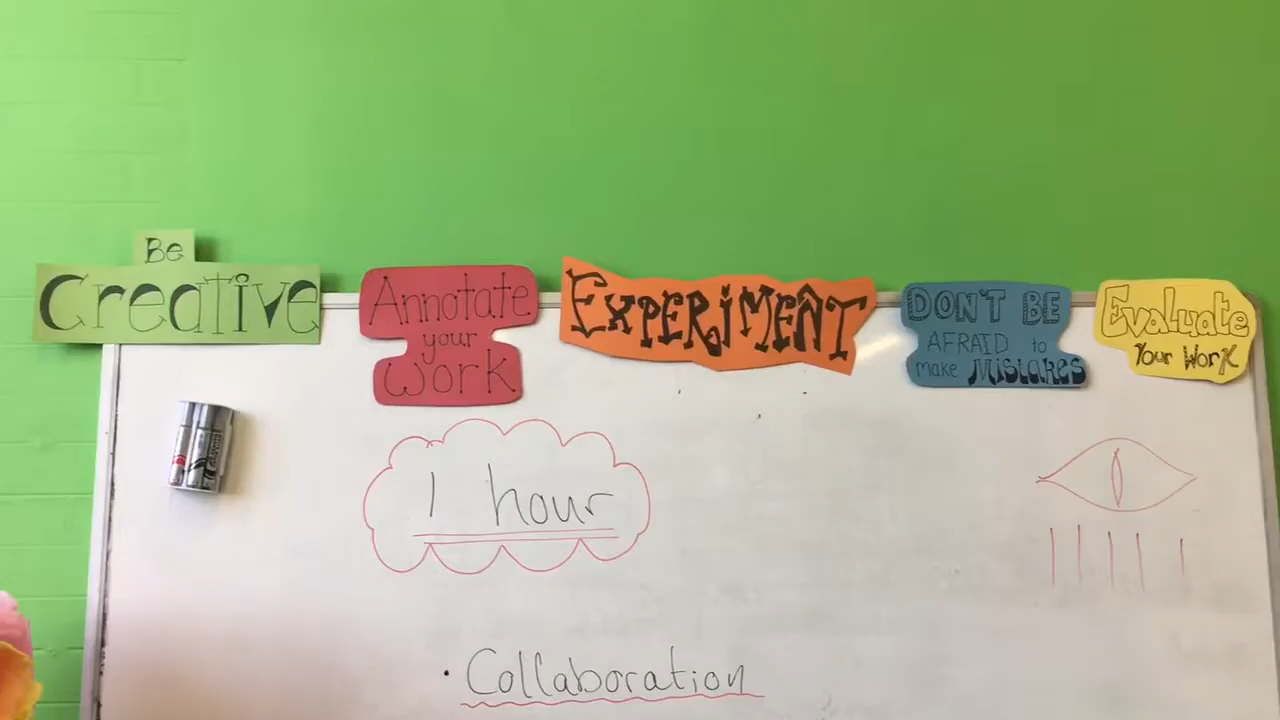 Be
Creative
Annotate
your
Work
EXPERiMENT
DON'T BE
AFRAID to
make MisTAKES
Evaluate
Your Work
1 hour
• Collaboration